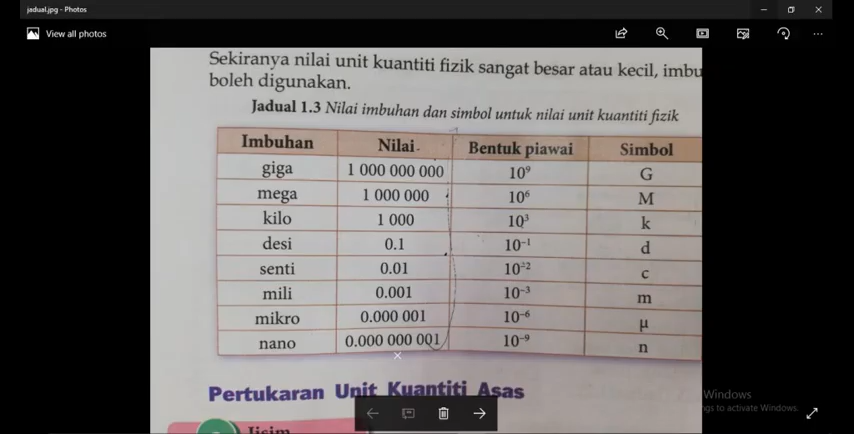 jadual.jpg - Photos
View all photos
Sekiranya nilai unit kuantiti fizik sangat besar atau kecil, imbu
boleh digunakan.
Jadual 1.3 Nilai imbuhan dan simbol untuk nilai unit kuantiti fizik
Imbuhan Nilai Bentuk piawai Simbol
giga 1 000 000 000 10⁹ G
mega 1 000 000 10⁶ M
kilo 1 000 10³ k
desi 0.1 10⁻¹ d
senti 0.01 10⁻² c
mili 0.001 10⁻³ m
mikro 0.000 001 10⁻⁶ μ
nano 0.000 000 001 10⁻⁹ n
Pertukaran Unit Kuantiti Asas
Windows
ngs to activate Windows.
Jisim